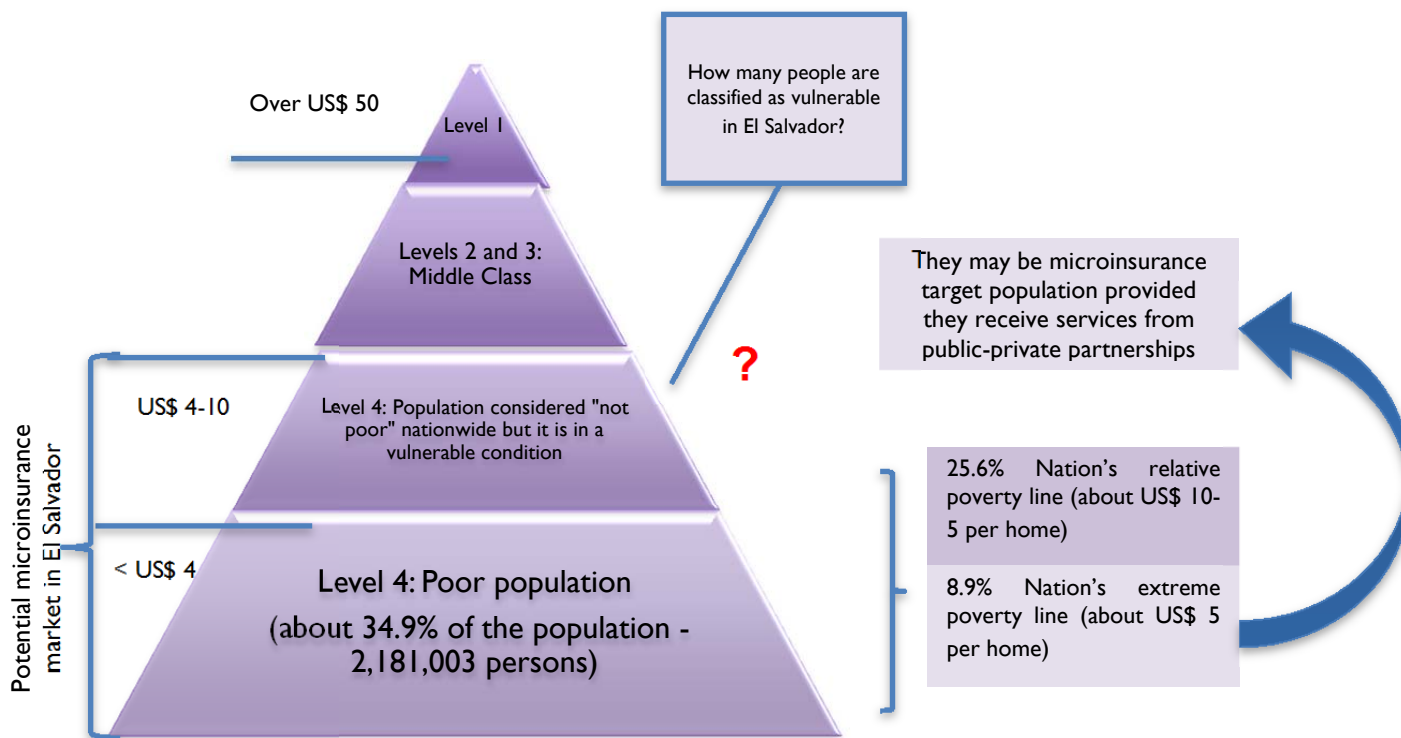 How many people are
classified as vulnerable
in El Salvador?
Over US$ 50
Level 1
Levels 2 and 3:
Middle Class
They may be microinsurance
target population provided
they receive services from
public-private partnerships
?
US$ 4-10
Level 4: Population considered "not
poor" nationwide but it is in a
vulnerable condition
Potential microinsurance
market in El Salvador
25.6% Nation's relative
poverty line (about US$ 10-
5 per home)
< US$ 4
Level 4: Poor population
(about 34.9% of the population -
2,181,003 persons)
8.9% Nation's extreme
poverty line (about US$ 5
per home)